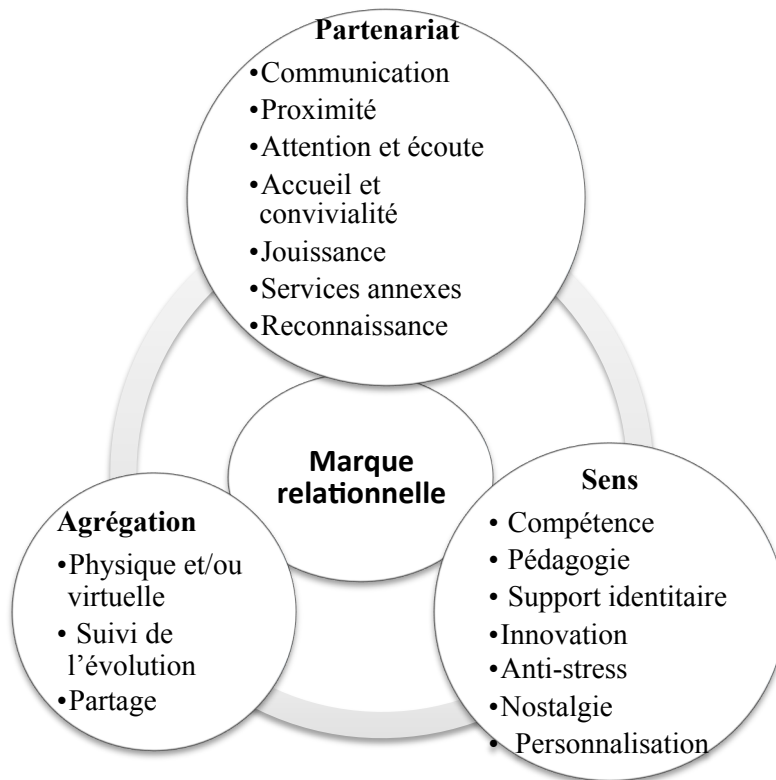 Partenariat
•Communication
•Proximité
•Attention et écoute
•Accueil et
convivialité
•Jouissance
•Services annexes
•Reconnaissance
Marque
relationnelle
Agrégation
•Physique et/ou
virtuelle
• Suivi de
l’évolution
•Partage
Sens
• Compétence
• Pédagogie
• Support identitaire
•Innovation
•Anti-stress
•Nostalgie
• Personnalisation